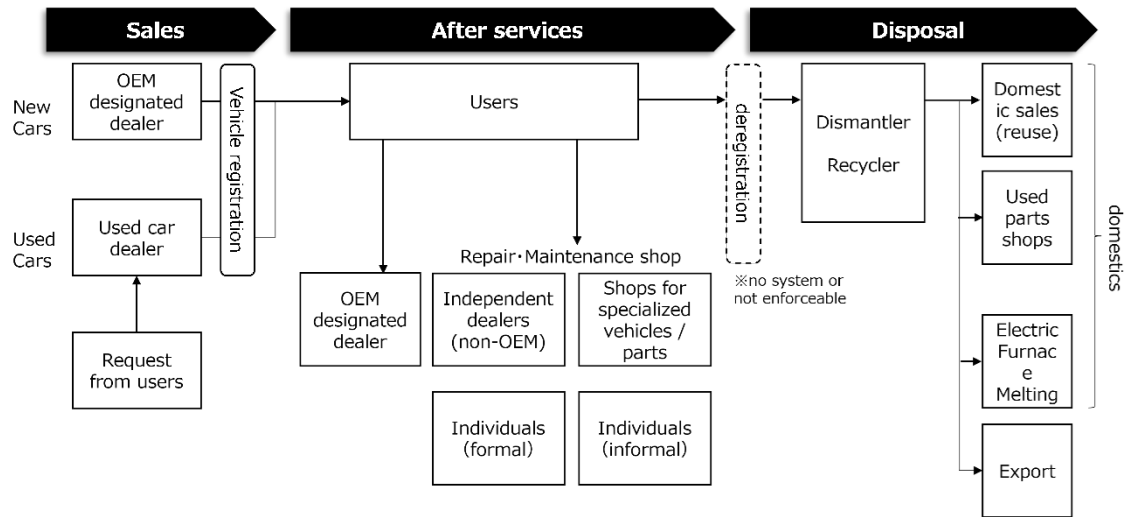 Sales
After services
Disposal
New
Cars
OEM
designated
dealer
Vehicle registration
Users
deregistration
Dismantler
Recycler
Domest
ic sales
(reuse)
Used
Cars
Used car
dealer
Used
parts
shops
domestics
Repair･Maintenance shop
※no system or
not enforceable
OEM
designated
dealer
Independent
dealers
(non-OEM)
Shops for
specialized
vehicles /
parts
Request
from users
Electric
Furnac
e
Melting
Individuals
(formal)
Individuals
(informal)
Export